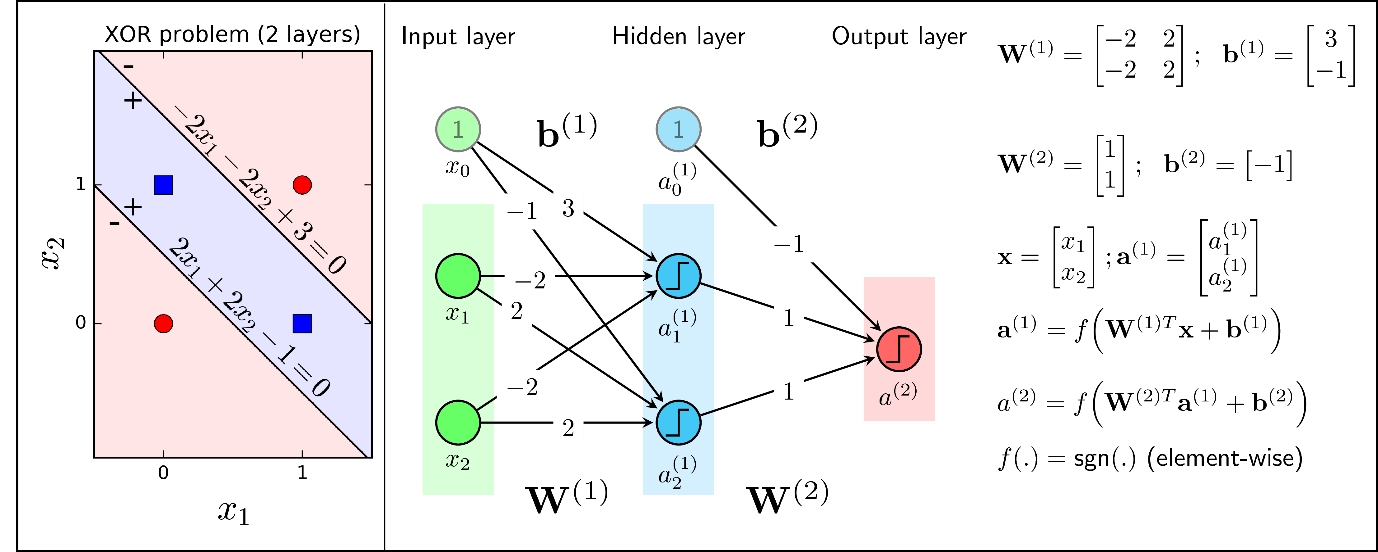 XOR problem (2 layers)
-
+
−2x₁ − 2x₂ + 3 = 0
1
+
-
2x₁ + 2x₂ − 1 = 0
0
x₂
0 1
x₁
Input layer Hidden layer Output layer
1 b⁽¹⁾ 1 b⁽²⁾
x₀ a₀⁽¹⁾
−1 3
−1
−2
x₁ 2 a₁⁽¹⁾
1
−2
1
a⁽²⁾
2
x₂ a₂⁽¹⁾
W⁽¹⁾ W⁽²⁾
W⁽¹⁾ = [−2 2; −2 2] ; b⁽¹⁾ = [3; −1]
W⁽²⁾ = [1; 1] ; b⁽²⁾ = [−1]
x = [x₁; x₂] ; a⁽¹⁾ = [a₁⁽¹⁾; a₂⁽¹⁾]
a⁽¹⁾ = f(W⁽¹⁾ᵀx + b⁽¹⁾)
a⁽²⁾ = f(W⁽²⁾ᵀa⁽¹⁾ + b⁽²⁾)
f(.) = sgn(.) (element-wise)